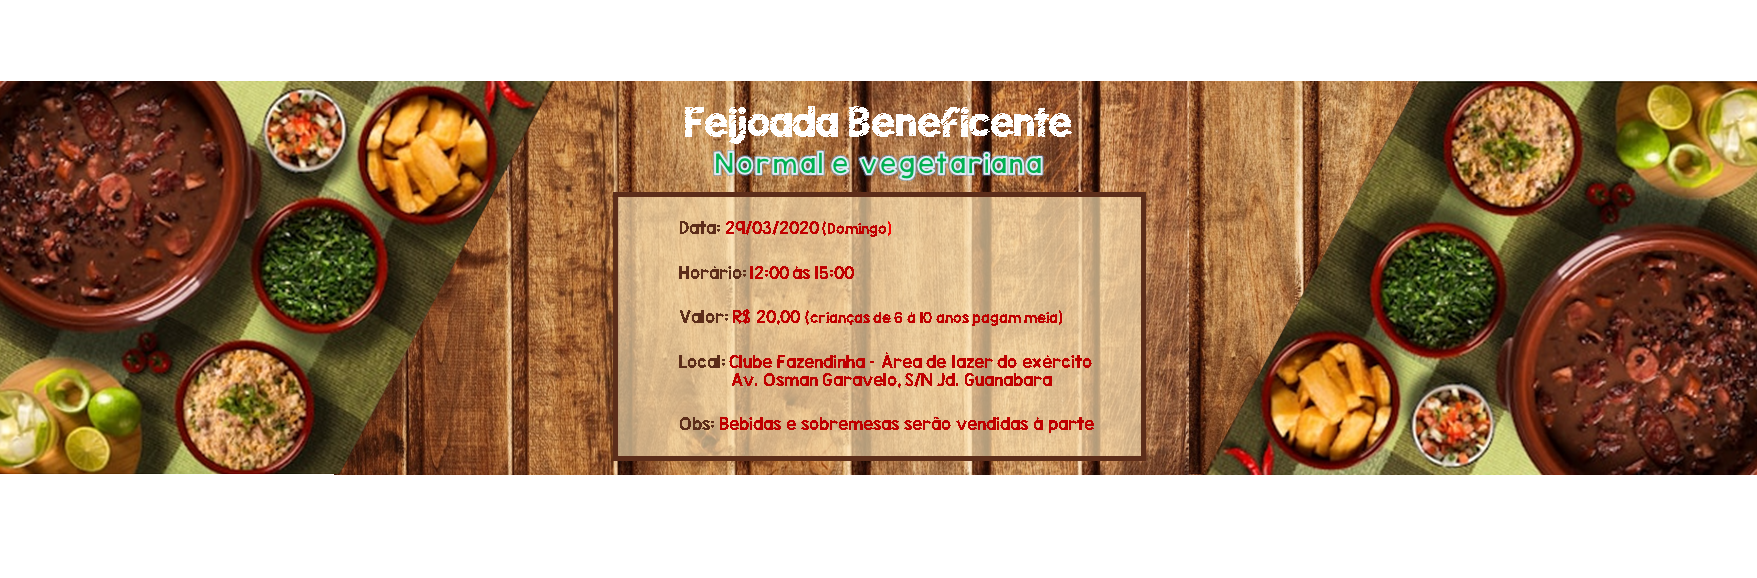 Feijoada Beneficente
Normal e vegetariana
Data: 29/03/2020 (Domingo)
Horário: 12:00 às 15:00
Valor: R$ 20,00 (crianças de 6 à 10 anos pagam meia)
Local: Clube Fazendinha - Área de lazer do exército
Av. Osman Garavelo, S/N Jd. Guanabara
Obs: Bebidas e sobremesas serão vendidas à parte